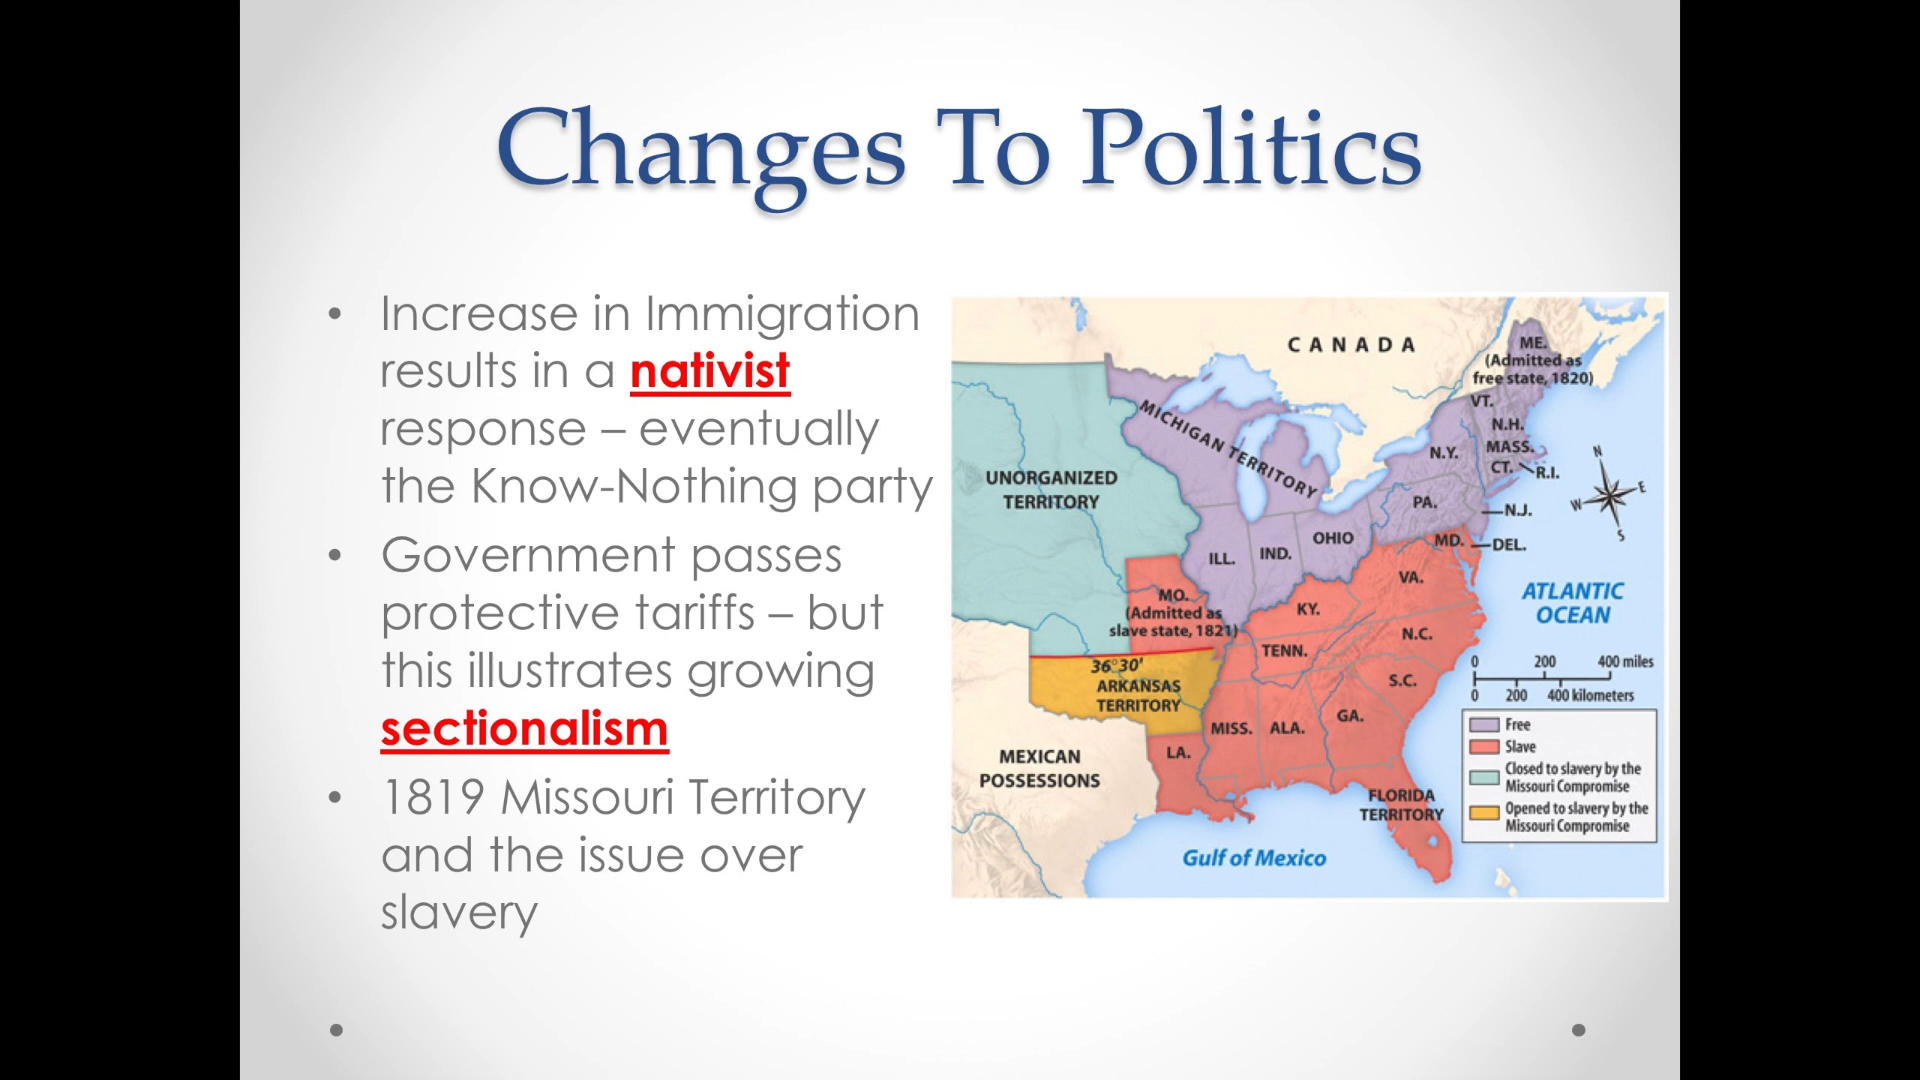 Changes To Politics
• Increase in Immigration
results in a nativist
response – eventually
the Know-Nothing party
• Government passes
protective tariffs – but
this illustrates growing
sectionalism
• 1819 Missouri Territory
and the issue over
slavery
CANADA
ME.
(Admitted as
free state, 1820)
VT.
N.H.
MASS.
CT.
R.I.
N.Y.
MICHIGAN TERRITORY
UNORGANIZED
TERRITORY
PA.
N.J.
OHIO
IND.
ILL.
MD.
DEL.
VA.
MO.
(Admitted as
slave state, 1821)
KY.
N.C.
TENN.
36°30'
ARKANSAS
TERRITORY
S.C.
MISS.
ALA.
GA.
LA.
MEXICAN
POSSESSIONS
FLORIDA
TERRITORY
Gulf of Mexico
ATLANTIC
OCEAN
N
W
E
S
0 200 400 miles
0 200 400 kilometers
Free
Slave
Closed to slavery by the
Missouri Compromise
Opened to slavery by the
Missouri Compromise